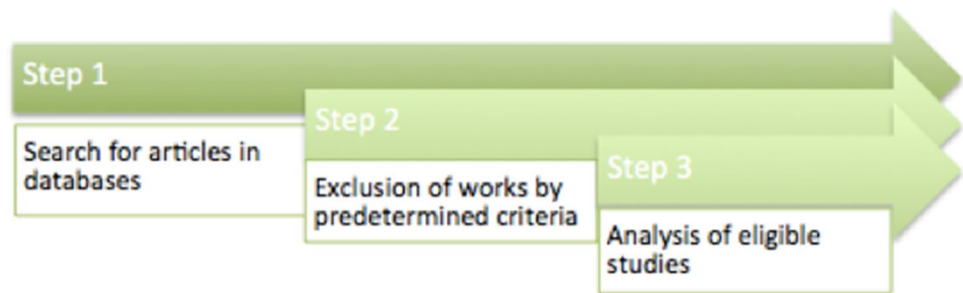 Step 1
Search for articles in
databases
Step 2
Exclusion of works by
predetermined criteria
Step 3
Analysis of eligible
studies